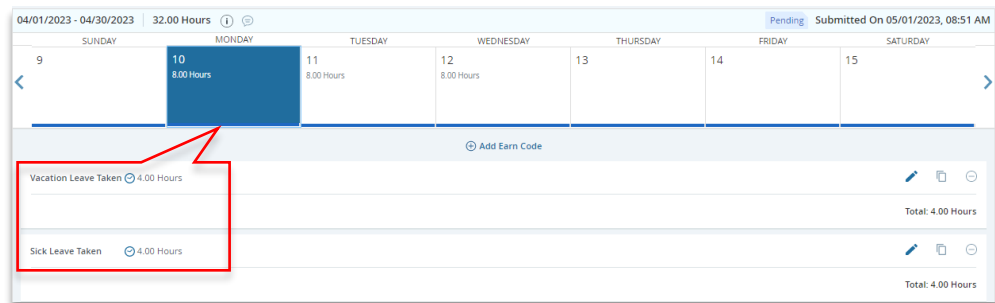 04/01/2023 - 04/30/2023 32.00 Hours Pending Submitted On 05/01/2023, 08:51 AM
SUNDAY MONDAY TUESDAY WEDNESDAY THURSDAY FRIDAY SATURDAY
9 10 11 12 13 14 15
8.00 Hours 8.00 Hours 8.00 Hours
Add Earn Code
Vacation Leave Taken 4.00 Hours
Total: 4.00 Hours
Sick Leave Taken 4.00 Hours
Total: 4.00 Hours